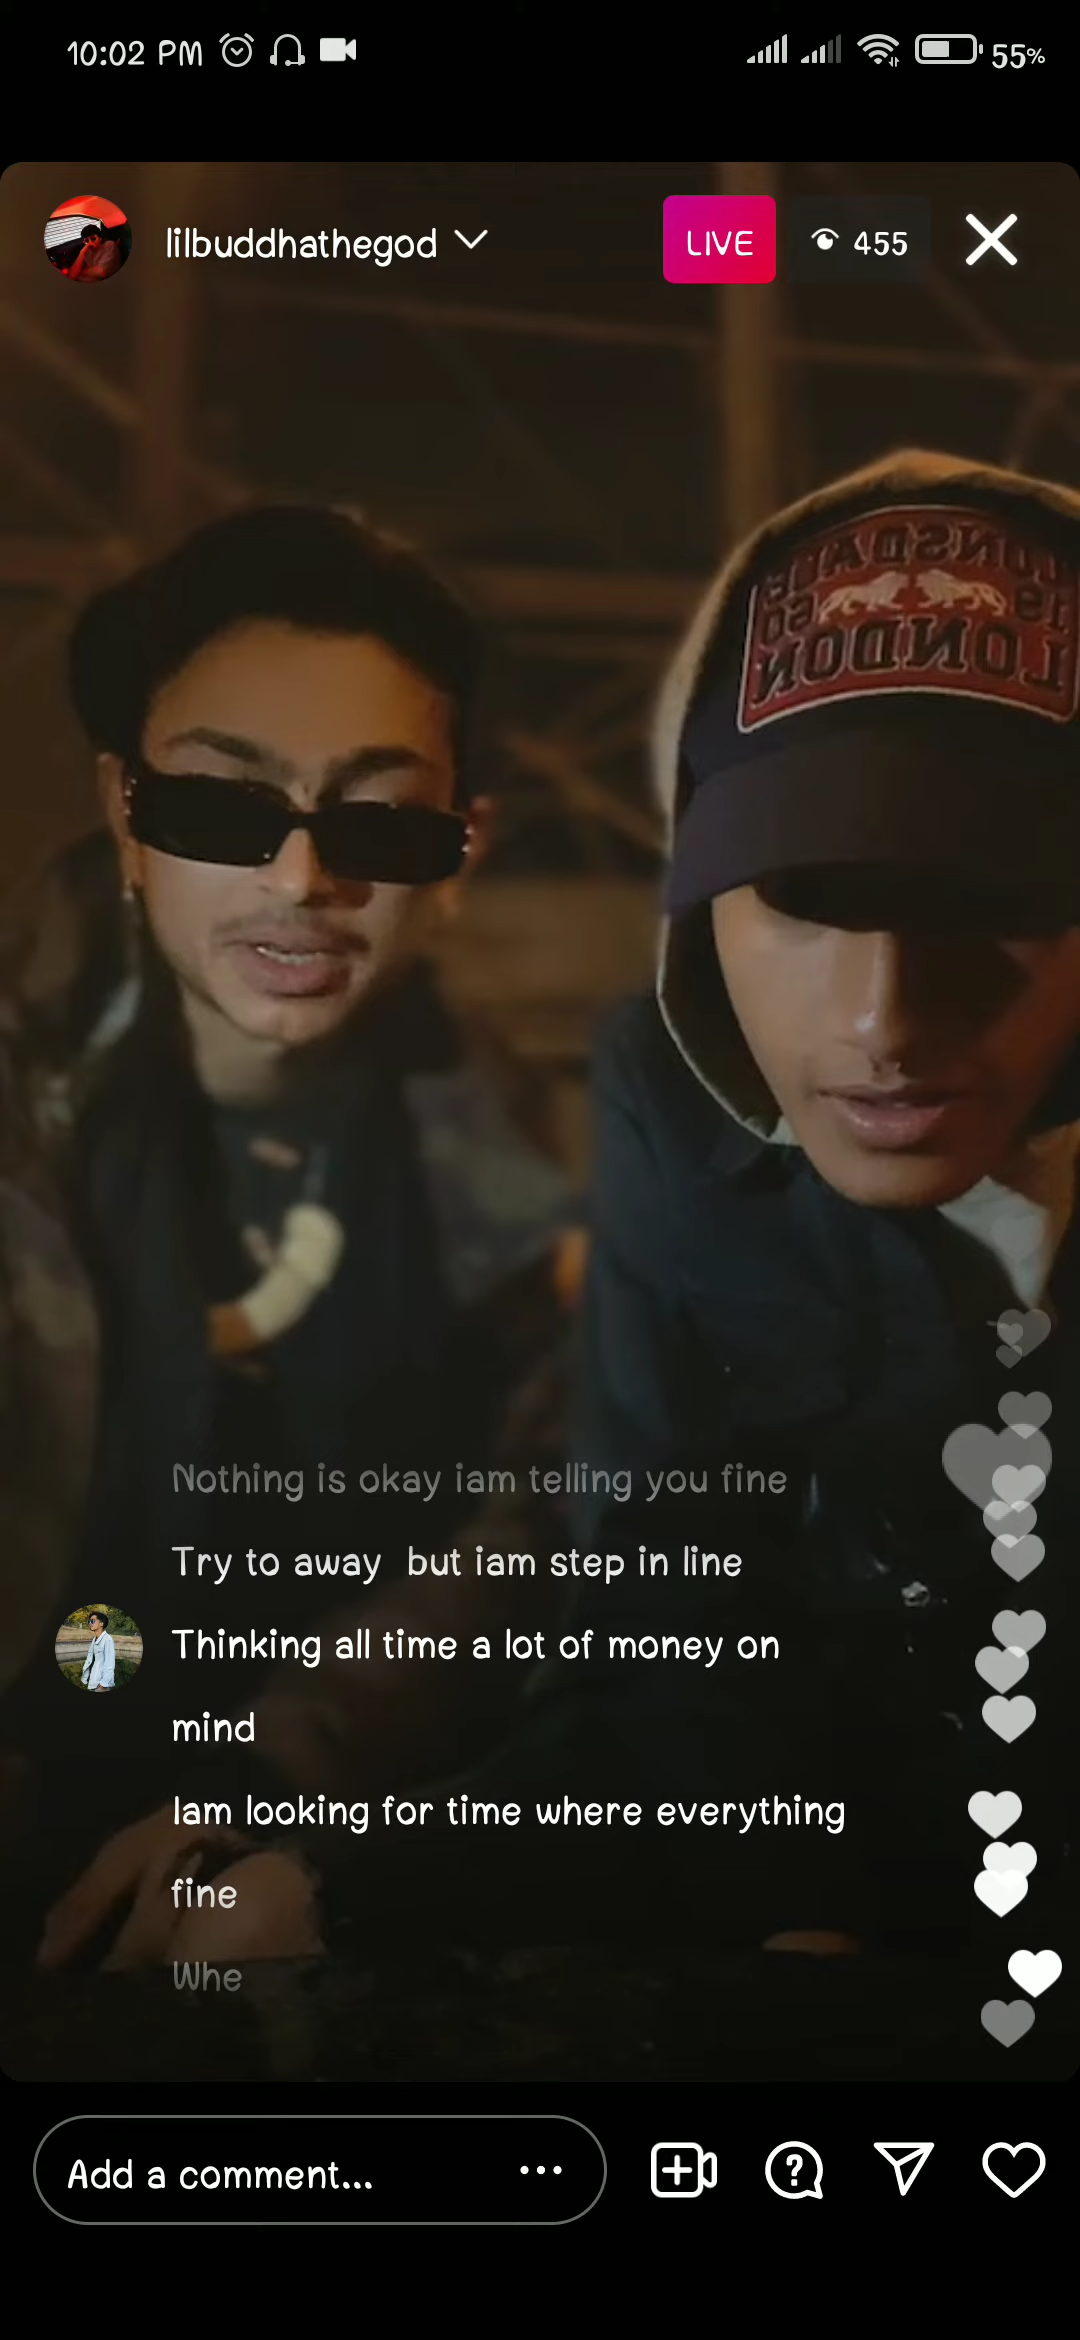 10:02 PM 55%
lilbuddhathegod LIVE 455
LONSDALE
LONDON
Nothing is okay iam telling you fine
Try to away but iam step in line
Thinking all time a lot of money on
mind
Iam looking for time where everything
fine
Whe
Add a comment...